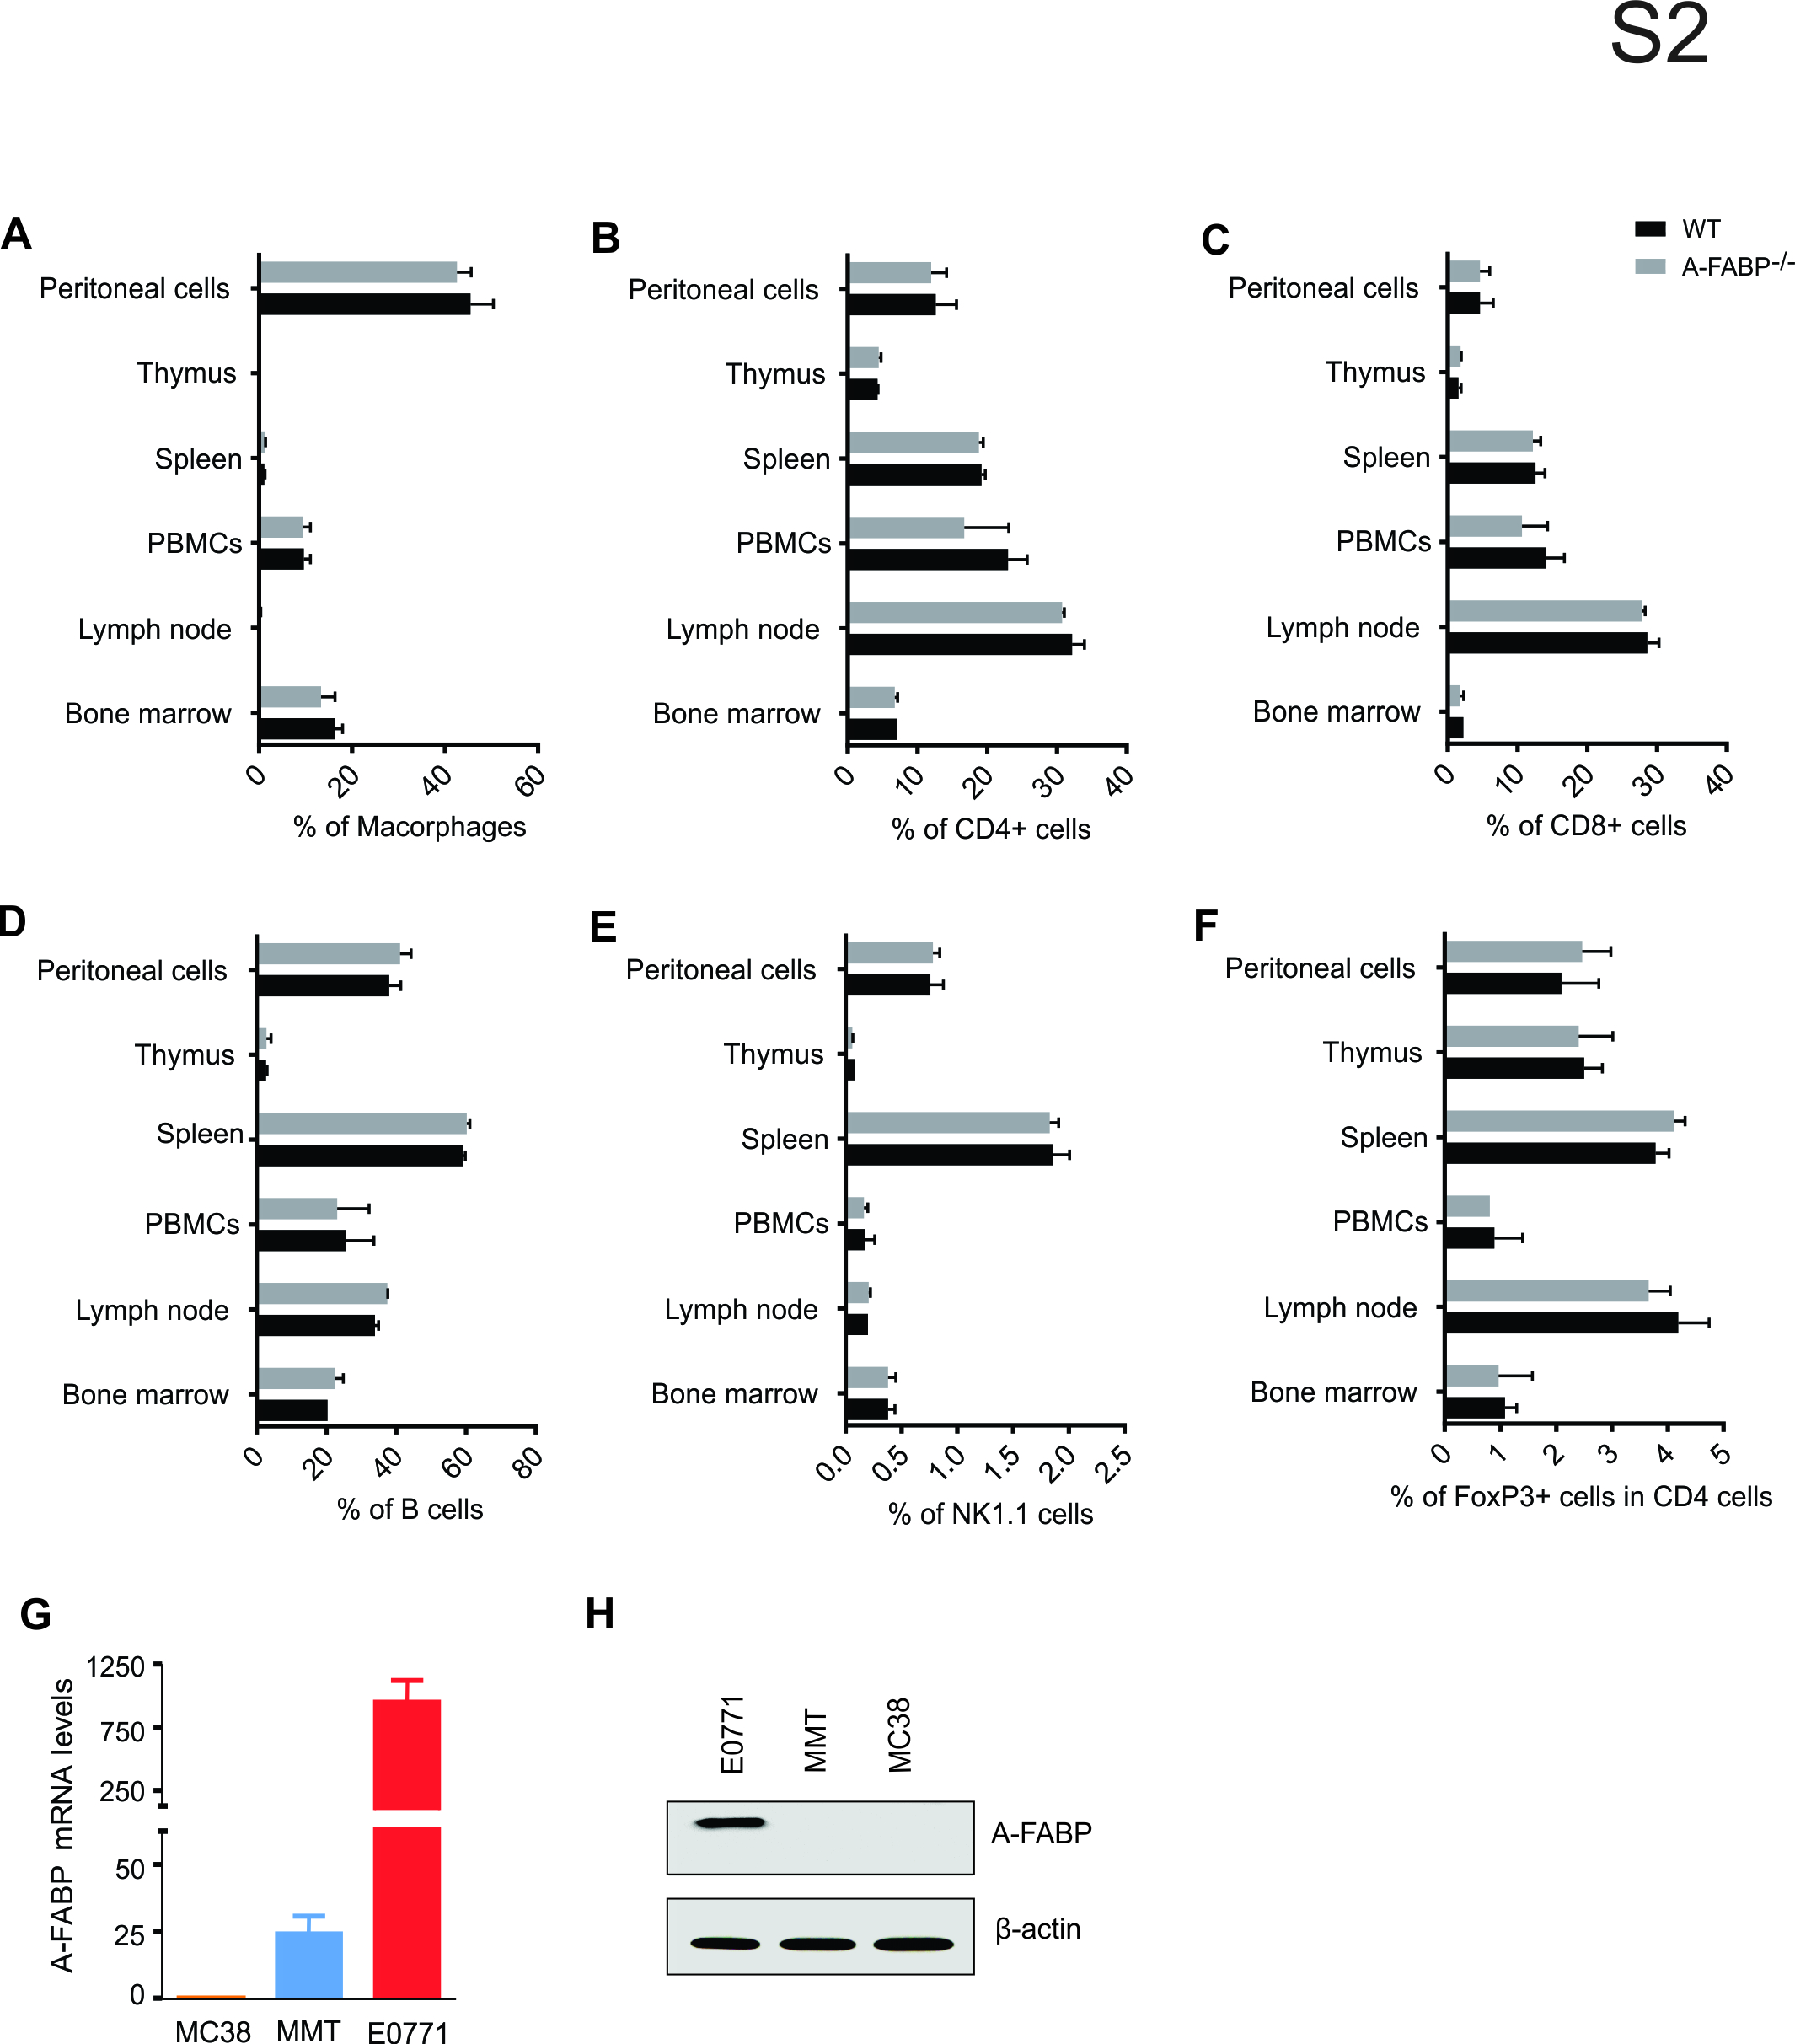 S2
A
Peritoneal cells
Thymus
Spleen
PBMCs
Lymph node
Bone marrow
0 20 40 60
% of Macorphages
B
Peritoneal cells
Thymus
Spleen
PBMCs
Lymph node
Bone marrow
0 10 20 30 40
% of CD4+ cells
C
WT
A-FABP-/-
Peritoneal cells
Thymus
Spleen
PBMCs
Lymph node
Bone marrow
0 10 20 30 40
% of CD8+ cells
D
Peritoneal cells
Thymus
Spleen
PBMCs
Lymph node
Bone marrow
0 20 40 60 80
% of B cells
E
Peritoneal cells
Thymus
Spleen
PBMCs
Lymph node
Bone marrow
0.0 0.5 1.0 1.5 2.0 2.5
% of NK1.1 cells
F
Peritoneal cells
Thymus
Spleen
PBMCs
Lymph node
Bone marrow
0 1 2 3 4 5
% of FoxP3+ cells in CD4 cells
G
A-FABP mRNA levels
1250
750
250
50
25
0
MC38 MMT E0771
H
E0771 MMT MC38
A-FABP
β-actin